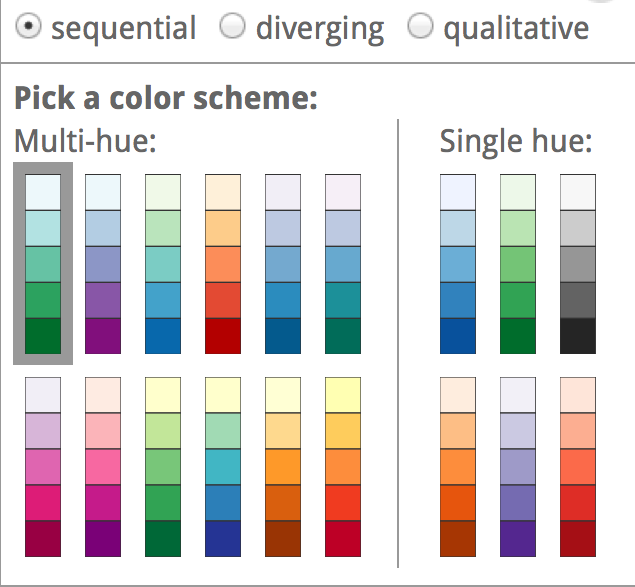 sequential diverging qualitative
Pick a color scheme:
Multi-hue: Single hue: